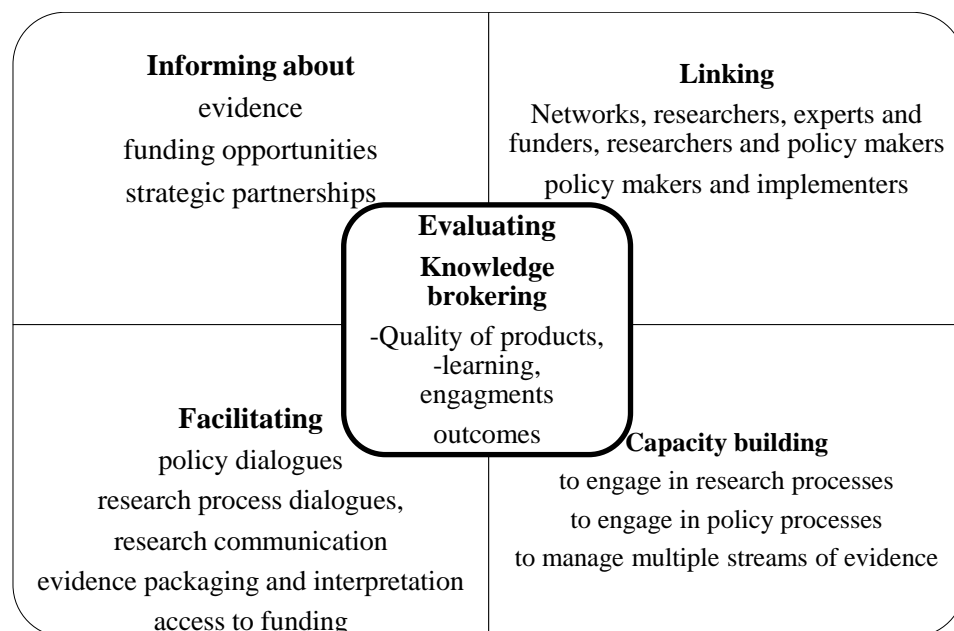 Informing about
evidence
funding opportunities
strategic partnerships
Linking
Networks, researchers, experts and
funders, researchers and policy makers
policy makers and implementers
Evaluating
Knowledge
brokering
-Quality of products,
-learning,
engagments
outcomes
Facilitating
policy dialogues
research process dialogues,
research communication
evidence packaging and interpretation
access to funding
Capacity building
to engage in research processes
to engage in policy processes
to manage multiple streams of evidence